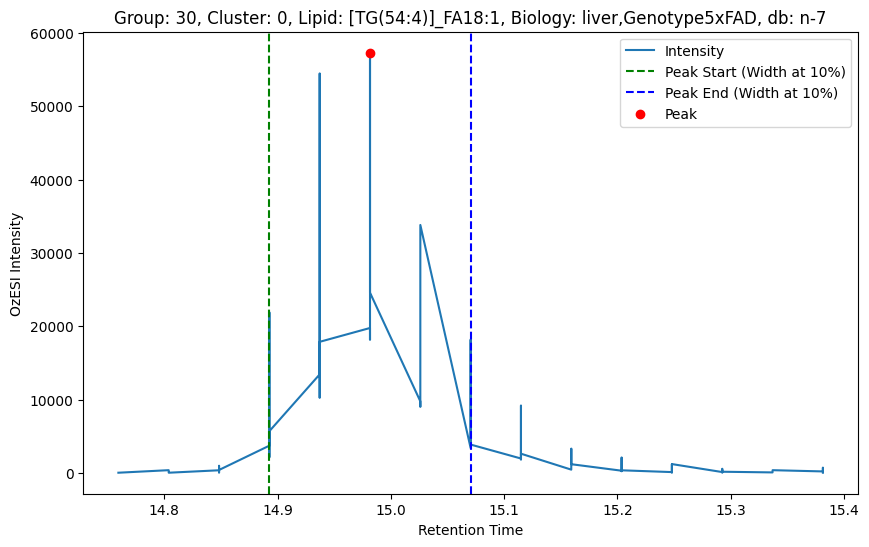 Group: 30, Cluster: 0, Lipid: [TG(54:4)]_FA18:1, Biology: liver,Genotype5xFAD, db: n-7
60000
50000
40000
30000
20000
10000
0
OzESI Intensity
Intensity
Peak Start (Width at 10%)
Peak End (Width at 10%)
Peak
14.8
14.9
15.0
15.1
15.2
15.3
15.4
Retention Time